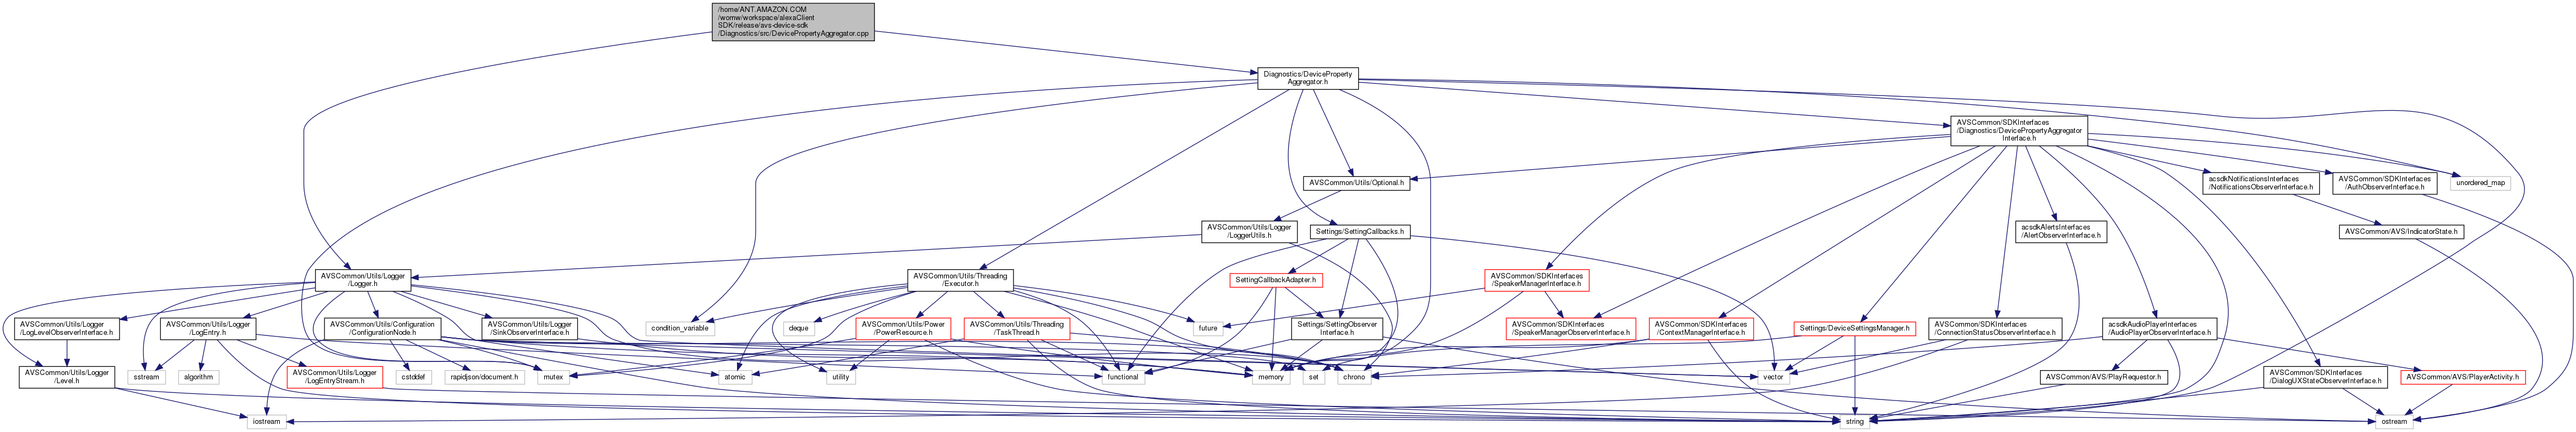 /home/ANT.AMAZON.COM
/womw/workspace/alexaClient
SDK/release/avs-device-sdk
/Diagnostics/src/DevicePropertyAggregator.cpp
Diagnostics/DeviceProperty
Aggregator.h
AVSCommon/SDKInterfaces
/Diagnostics/DevicePropertyAggregator
Interface.h
AVSCommon/Utils/Optional.h
acsdkNotificationsInterfaces
/NotificationsObserverInterface.h
AVSCommon/SDKInterfaces
/AuthObserverInterface.h
unordered_map
AVSCommon/Utils/Logger
/LoggerUtils.h
Settings/SettingCallbacks.h
acsdkAlertsInterfaces
/AlertObserverInterface.h
AVSCommon/AVS/IndicatorState.h
AVSCommon/Utils/Logger
/Logger.h
AVSCommon/Utils/Threading
/Executor.h
SettingCallbackAdapter.h
AVSCommon/SDKInterfaces
/SpeakerManagerInterface.h
AVSCommon/Utils/Logger
/LogLevelObserverInterface.h
AVSCommon/Utils/Logger
/LogEntry.h
AVSCommon/Utils/Configuration
/ConfigurationNode.h
AVSCommon/Utils/Logger
/SinkObserverInterface.h
condition_variable
deque
AVSCommon/Utils/Power
/PowerResource.h
AVSCommon/Utils/Threading
/TaskThread.h
future
Settings/SettingObserver
Interface.h
AVSCommon/SDKInterfaces
/SpeakerManagerObserverInterface.h
AVSCommon/SDKInterfaces
/ContextManagerInterface.h
Settings/DeviceSettingsManager.h
AVSCommon/SDKInterfaces
/ConnectionStatusObserverInterface.h
acsdkAudioPlayerInterfaces
/AudioPlayerObserverInterface.h
AVSCommon/Utils/Logger
/Level.h
sstream
algorithm
AVSCommon/Utils/Logger
/LogEntryStream.h
cstddef
rapidjson/document.h
mutex
atomic
utility
functional
memory
set
chrono
vector
AVSCommon/AVS/PlayRequestor.h
AVSCommon/SDKInterfaces
/DialogUXStateObserverInterface.h
AVSCommon/AVS/PlayerActivity.h
iostream
string
ostream